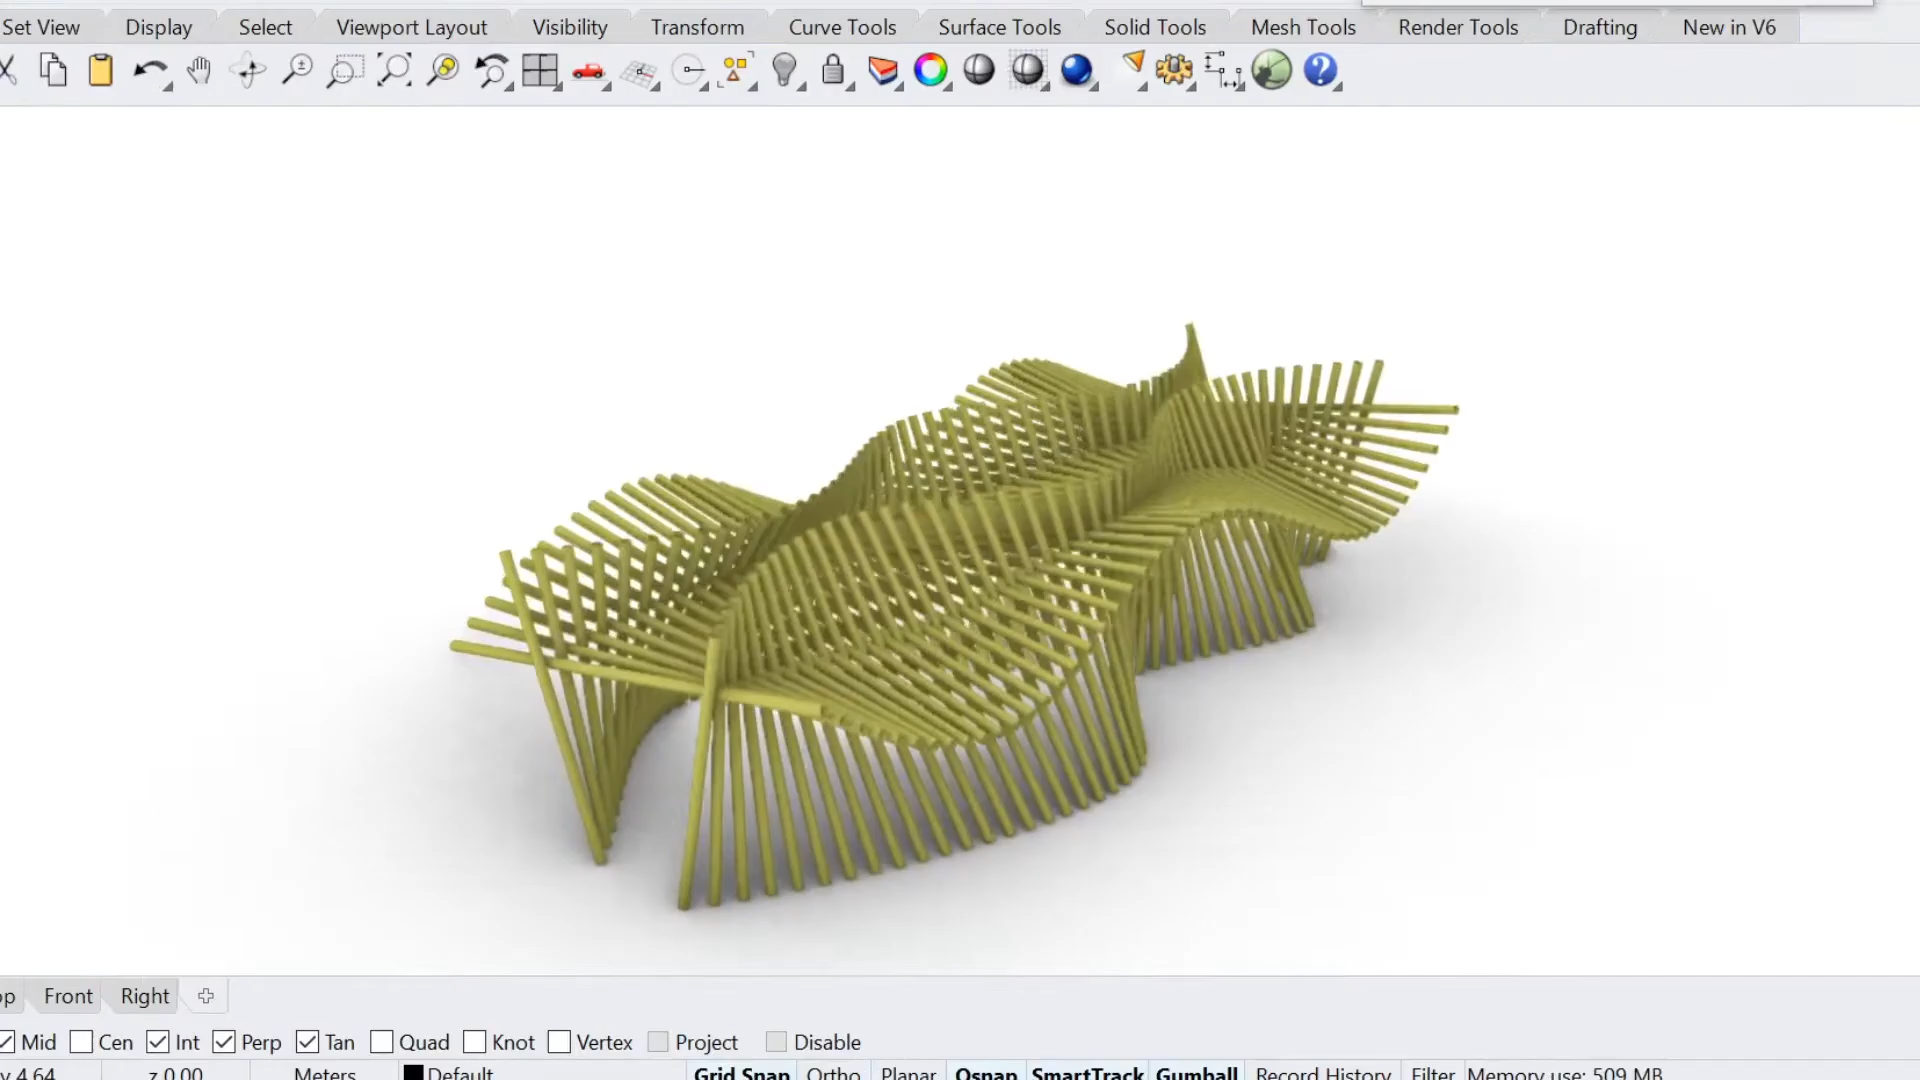 Set View Display Select Viewport Layout Visibility Transform Curve Tools Surface Tools Solid Tools Mesh Tools Render Tools Drafting New in V6
op Front Right
Mid Cen Int Perp Tan Quad Knot Vertex Project Disable
y 4.64 z 0.00 Meters Default Grid Snap Ortho Planar Osnap SmartTrack Gumball Record History Filter Memory use: 509 MB